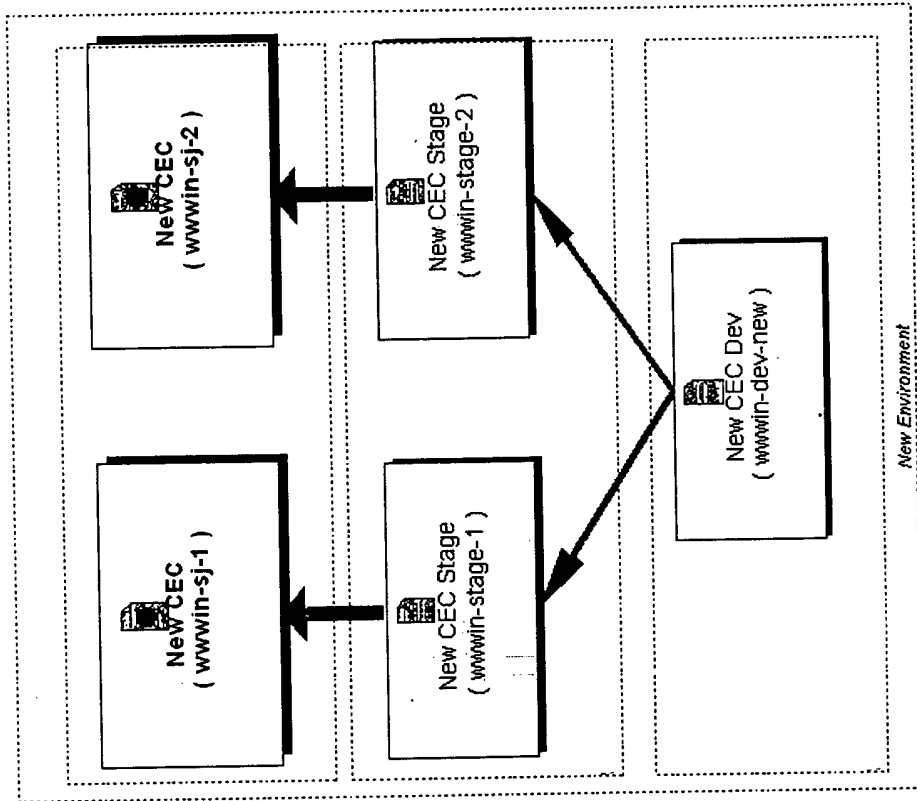 New CEC
( wwwin-sj-1 )
New CEC
( wwwin-sj-2 )
New CEC Stage
( wwwin-stage-1 )
New CEC Stage
( wwwin-stage-2 )
New CEC Dev
( wwwin-dev-new )
New Environment